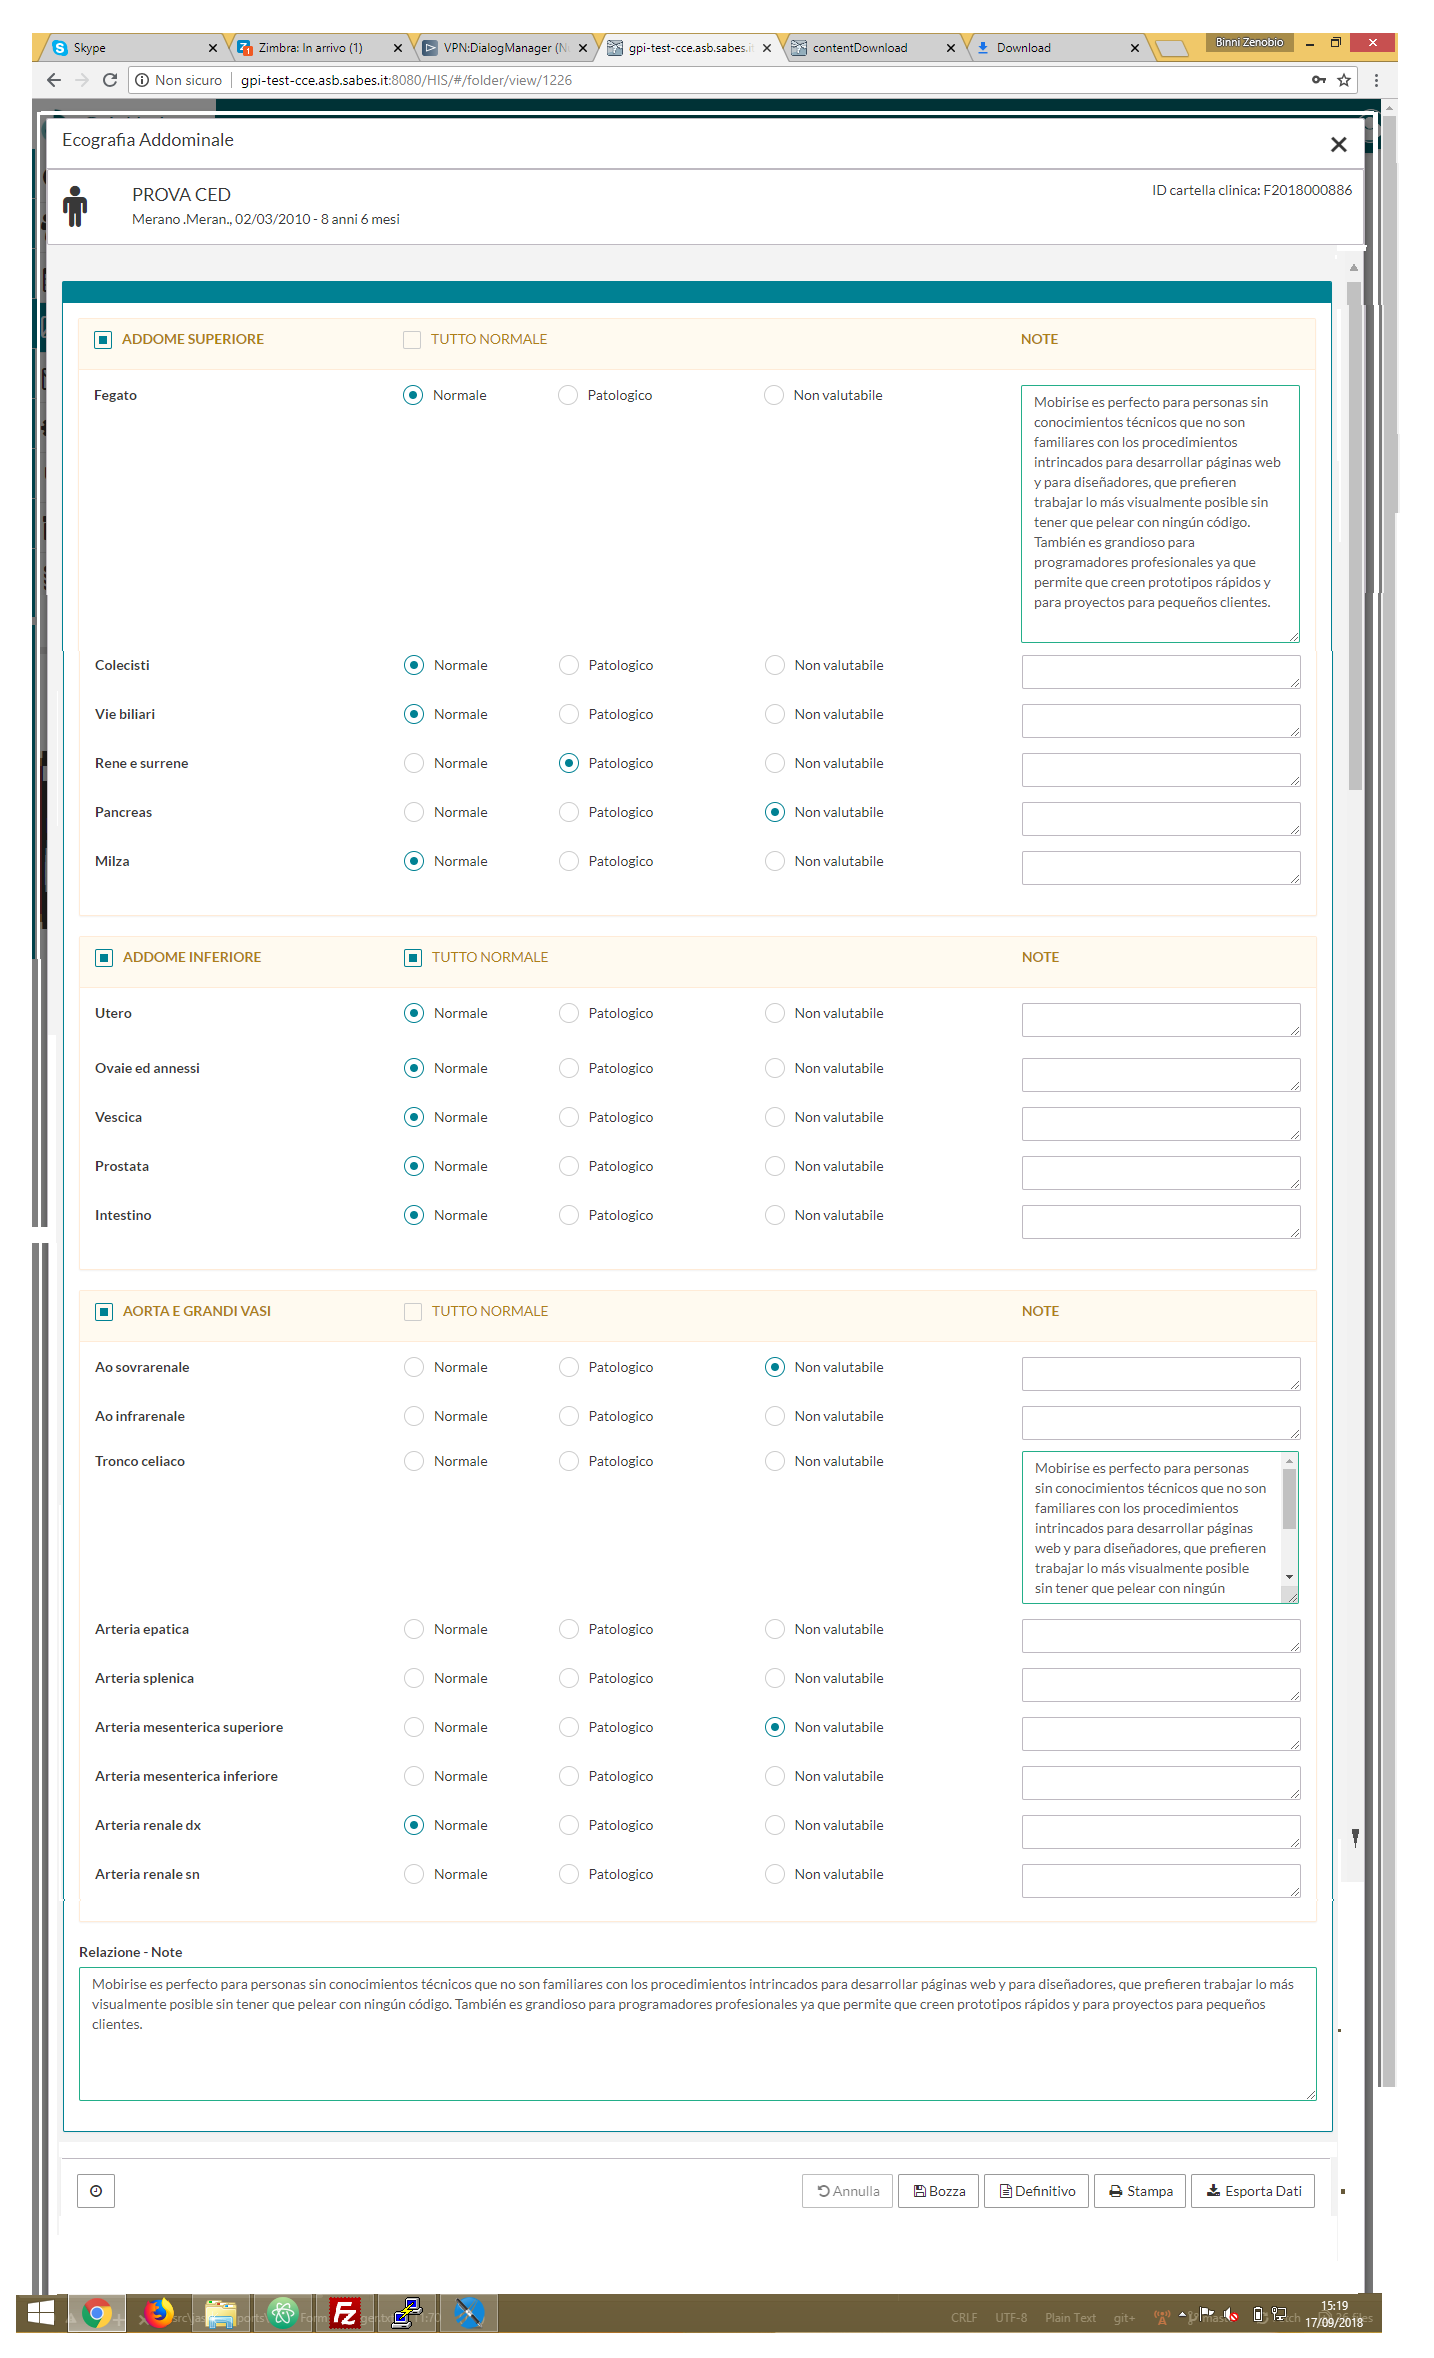 Skype
Zimbra: In arrivo (1)
VPN:DialogManager (N
gpi-test-cce.asb.sabes.i
contentDownload
Download
Binni Zenobio
Non sicuro
gpi-test-cce.asb.sabes.it:8080/HIS/#/folder/view/1226
Ecografia Addominale
PROVA CED
ID cartella clinica: F2018000886
Merano .Meran., 02/03/2010 - 8 anni 6 mesi
ADDOME SUPERIORE TUTTO NORMALE NOTE
Fegato Normale Patologico Non valutabile
Mobirise es perfecto para personas sin
conocimientos técnicos que no son
familiares con los procedimientos
intrincados para desarrollar páginas web
y para diseñadores, que prefieren
trabajar lo más visualmente posible sin
tener que pelear con ningún código.
También es grandioso para
programadores profesionales ya que
permite que creen prototipos rápidos y
para proyectos para pequeños clientes.
Colecisti Normale Patologico Non valutabile
Vie biliari Normale Patologico Non valutabile
Rene e surrene Normale Patologico Non valutabile
Pancreas Normale Patologico Non valutabile
Milza Normale Patologico Non valutabile
ADDOME INFERIORE TUTTO NORMALE NOTE
Utero Normale Patologico Non valutabile
Ovaie ed annessi Normale Patologico Non valutabile
Vescica Normale Patologico Non valutabile
Prostata Normale Patologico Non valutabile
Intestino Normale Patologico Non valutabile
AORTA E GRANDI VASI TUTTO NORMALE NOTE
Ao sovrarenale Normale Patologico Non valutabile
Ao infrarenale Normale Patologico Non valutabile
Tronco celiaco Normale Patologico Non valutabile
Mobirise es perfecto para personas
sin conocimientos técnicos que no son
familiares con los procedimientos
intrincados para desarrollar páginas
web y para diseñadores, que prefieren
trabajar lo más visualmente posible
sin tener que pelear con ningún
Arteria epatica Normale Patologico Non valutabile
Arteria splenica Normale Patologico Non valutabile
Arteria mesenterica superiore Normale Patologico Non valutabile
Arteria mesenterica inferiore Normale Patologico Non valutabile
Arteria renale dx Normale Patologico Non valutabile
Arteria renale sn Normale Patologico Non valutabile
Relazione - Note
Mobirise es perfecto para personas sin conocimientos técnicos que no son familiares con los procedimientos intrincados para desarrollar páginas web y para diseñadores, que prefieren trabajar lo más
visualmente posible sin tener que pelear con ningún código. También es grandioso para programadores profesionales ya que permite que creen prototipos rápidos y para proyectos para pequeños
clientes.
Annulla Bozza Definitivo Stampa Esporta Dati
CRLF UTF-8 Plain Text git+
15:19
17/09/2018